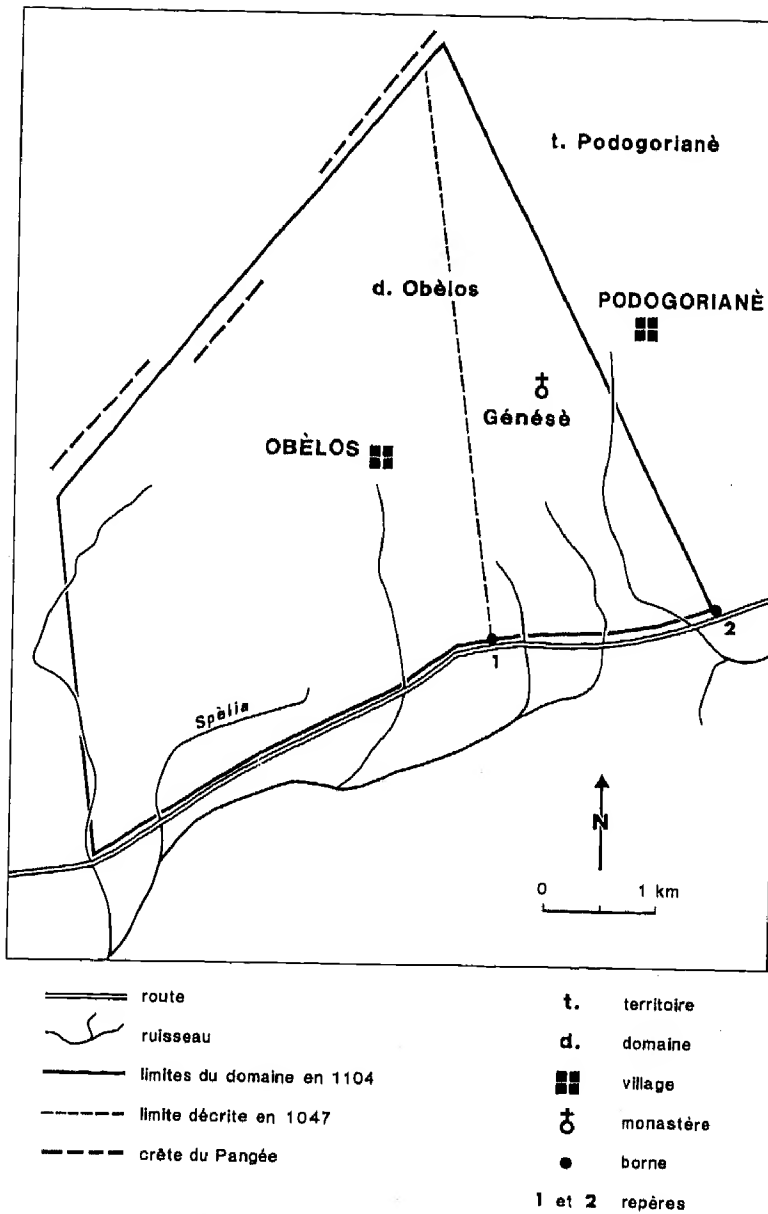 t. Podogorianè
d. Obèlos
PODOGORIANÈ
Génésè
OBÈLOS
1
2
Spèlia
N
0 1 km
route
ruisseau
limites du domaine en 1104
limite décrite en 1047
crête du Pangée
t. territoire
d. domaine
village
monastère
borne
1 et 2 repères